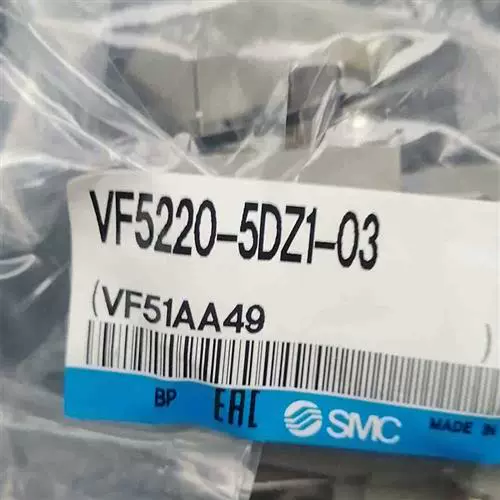 VF5220-5DZ1-03
(VF51AA49 )
BP EAC SMC MADE IN